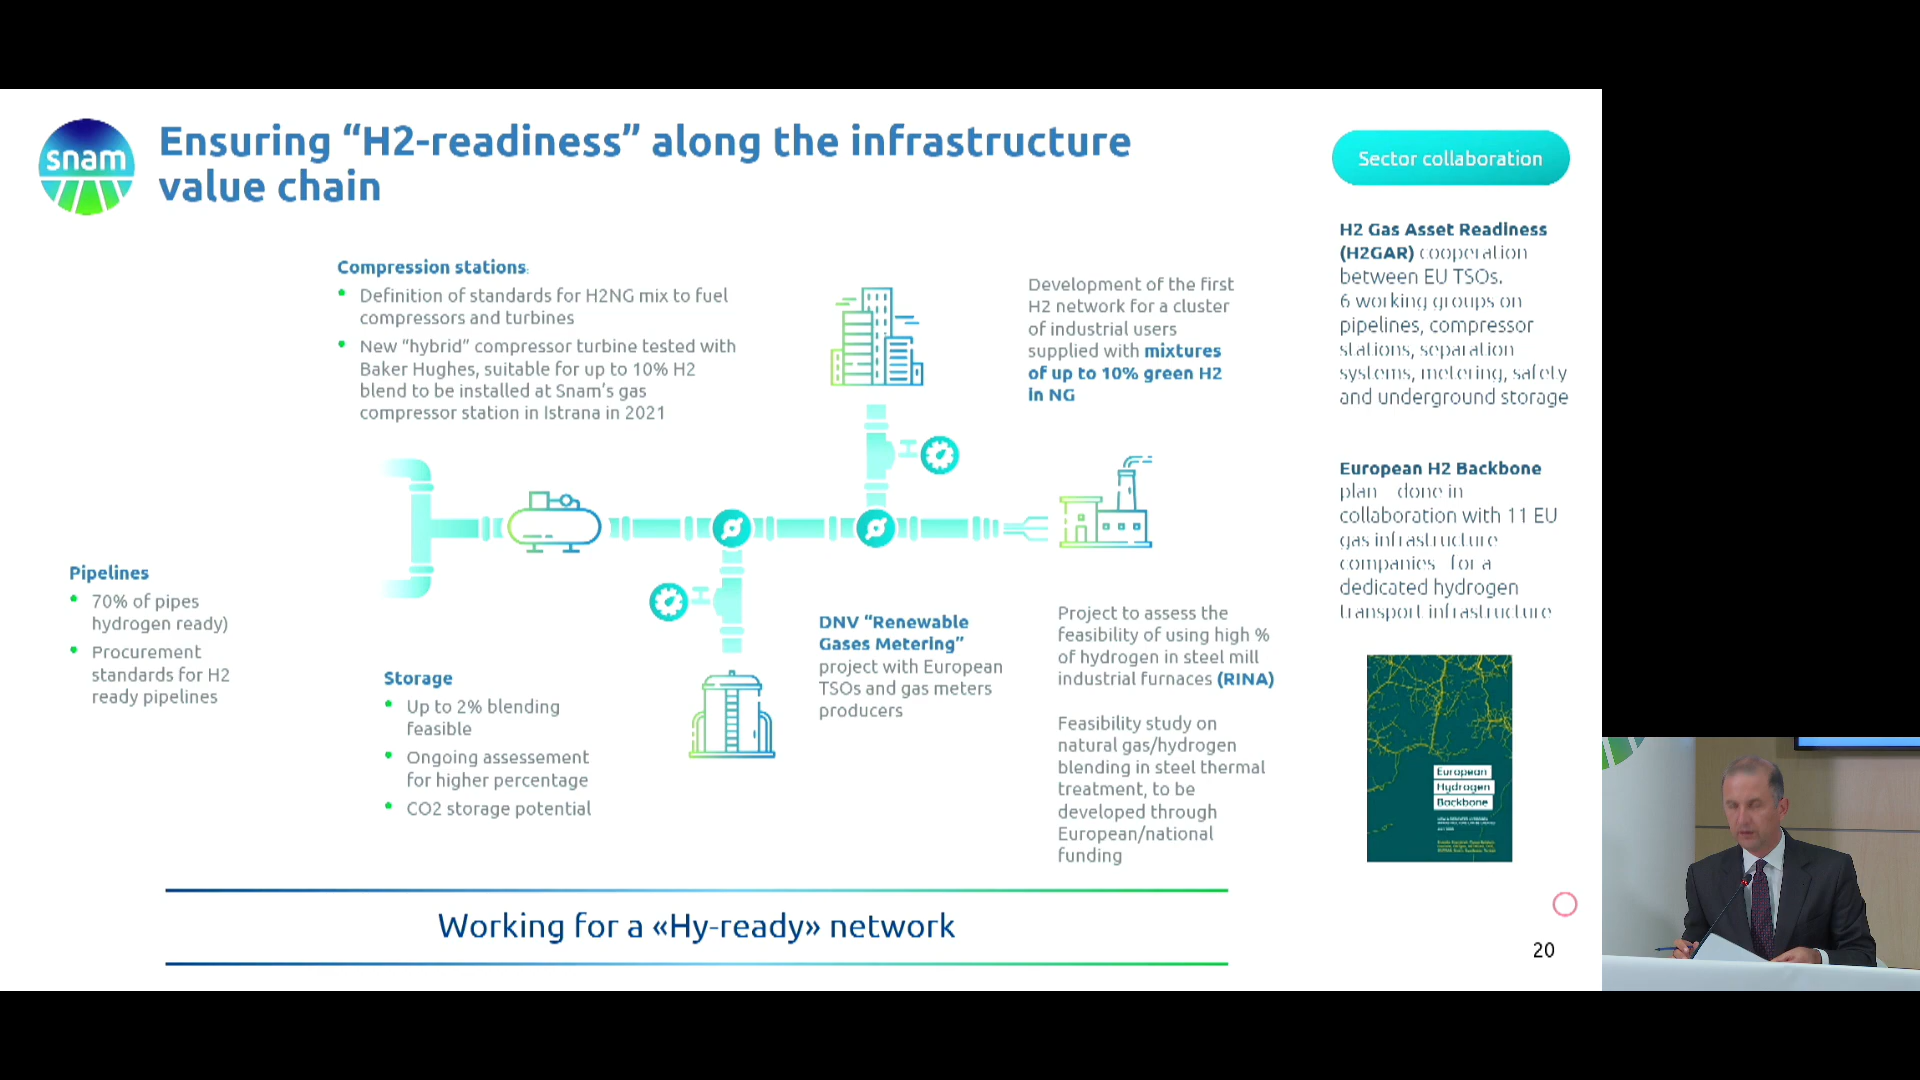 snam
Ensuring “H2-readiness” along the infrastructure
value chain
Sector collaboration
Compression stations:
Definition of standards for H2NG mix to fuel
compressors and turbines
New “hybrid” compressor turbine tested with
Baker Hughes, suitable for up to 10% H2
blend to be installed at Snam’s gas
compressor station in Istrana in 2021
Development of the first
H2 network for a cluster
of industrial users
supplied with mixtures
of up to 10% green H2
in NG
H2 Gas Asset Readiness
(H2GAR) cooperation
between EU TSOs.
6 working groups on
pipelines, compressor
stations, separation
systems, metering, safety
and underground storage
European H2 Backbone
plan done in
collaboration with 11 EU
gas infrastructure
companies for a
dedicated hydrogen
transport infrastructure
Pipelines
70% of pipes
hydrogen ready)
Procurement
standards for H2
ready pipelines
Storage
Up to 2% blending
feasible
Ongoing assessement
for higher percentage
CO2 storage potential
DNV “Renewable
Gases Metering”
project with European
TSOs and gas meters
producers
Project to assess the
feasibility of using high %
of hydrogen in steel mill
industrial furnaces (RINA)
Feasibility study on
natural gas/hydrogen
blending in steel thermal
treatment, to be
developed through
European/national
funding
European
Hydrogen
Backbone
Working for a «Hy-ready» network
20